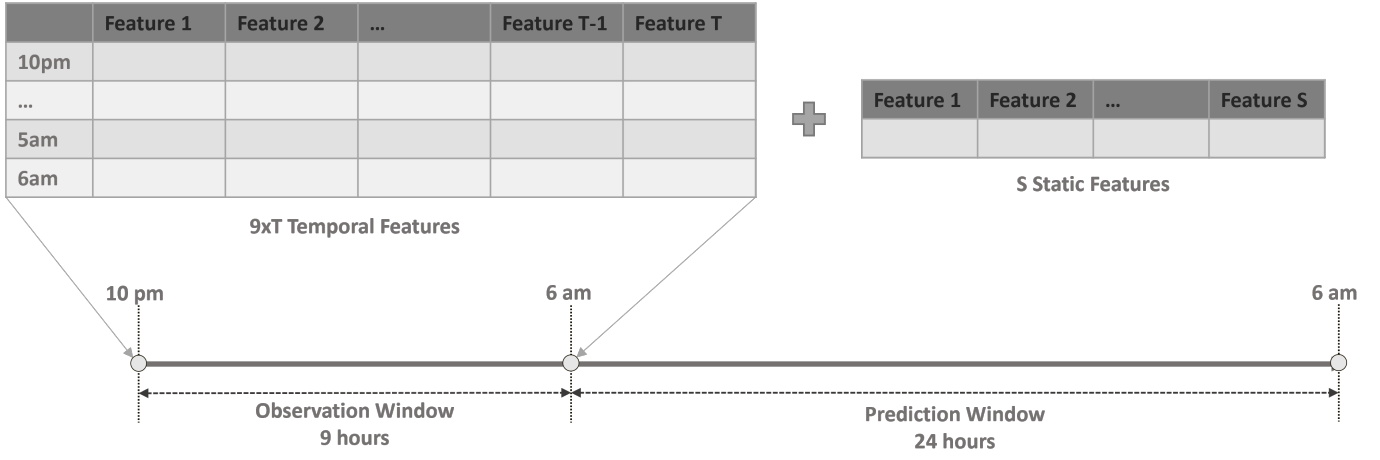 Feature 1 Feature 2 ... Feature T-1 Feature T
10pm
...
5am
6am
9xT Temporal Features
Feature 1 Feature 2 ... Feature S
S Static Features
10 pm 6 am 6 am
Observation Window
9 hours
Prediction Window
24 hours